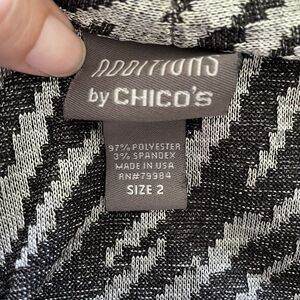 ADDITIONS
by CHICO'S
97% POLYESTER
3% SPANDEX
MADE IN USA
RN#79984
SIZE 2